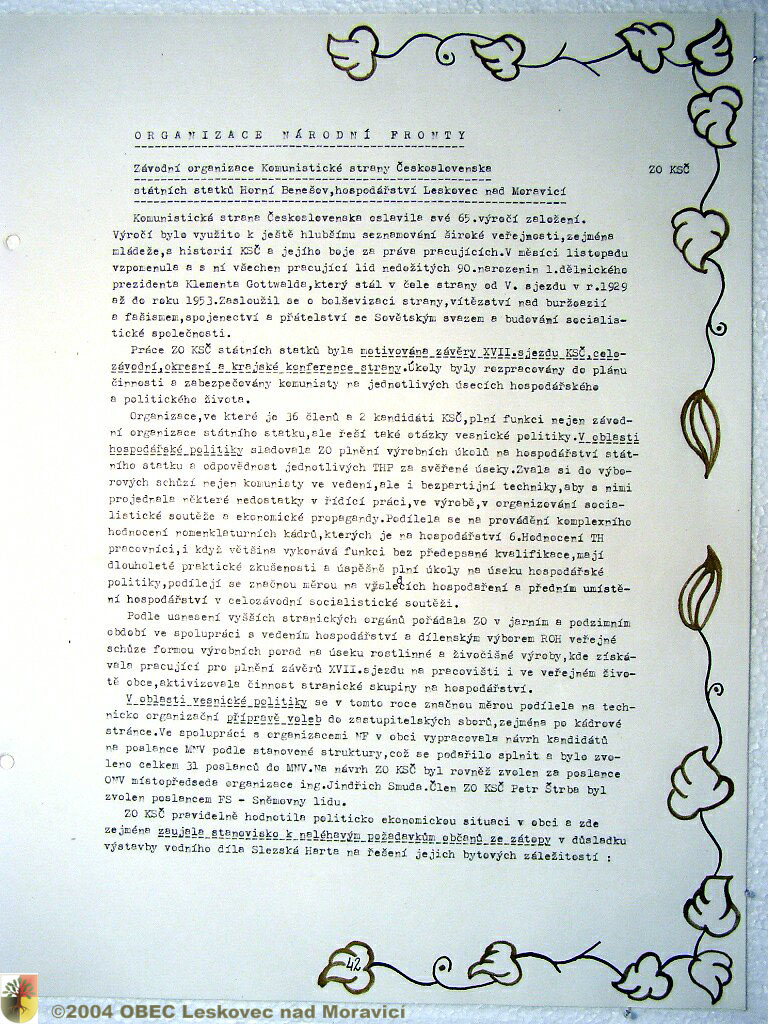 ORGANIZACE NÁRODNÍ FRONTY
Závodní organizace Komunistické strany Československa
ZO KSČ
státních statků Horní Benešov,hospodářství Leskovec nad Moravicí
Komunistická strana Československa oslavila své 65.výročí založení.
Výročí bylo využito k ještě hlubšímu seznamování široké veřejnosti,zejména
mládeže,s historií KSČ a jejího boje za práva pracujících.V měsíci listopadu
vzpomenula a s ní všechen pracující lid nedožitých 90.narozenin 1.dělnického
prezidenta Klementa Gottwalda,který stál v čele strany od V. sjezdu v r.1929
až do roku 1953.Zasloužil se o bolševizaci strany,vítězství nad buržoazií
a fašismem,spojenectví a přátelství se Sovětským svazem a budování socialis-
tické společnosti.
Práce ZO KSČ státních statků byla motivována závěry XVII.sjezdu KSČ,celo-
závodní,okresní a krajské konference strany.Úkoly byly rozpracovány do plánu
činnosti a zabezpečovány komunisty na jednotlivých úsecích hospodářského
a politického života.
Organizace,ve které je 36 členů a 2 kandidáti KSČ,plní funkci nejen závod-
ní organizace státního statku,ale řeší také otázky vesnické politiky.V oblasti
hospodářské politiky sledovala ZO plnění výrobních úkolů na hospodářství stát-
ního statku a odpovědnost jednotlivých THP za svěřené úseky.Zvala si do výbo-
rových schůzí nejen komunisty ve vedení,ale i bezpartijní techniky,aby s nimi
projednala některé nedostatky v řídící práci,ve výrobě,v organizování socia-
listické soutěže a ekonomické propagandy.Podílela se na provádění komplexního
hodnocení nomenklaturních kádrů,kterých je na hospodářství 6.Hodnocení TH
pracovníci,i když většina vykonává funkci bez předepsané kvalifikace,mají
dlouholeté praktické zkušenosti a úspěšně plní úkoly na úseku hospodářské
politiky,podílejí se značnou měrou na výsledcích hospodaření a předním umístě-
ní hospodářství v celozávodní socialistické soutěži.
Podle usnesení vyšších stranických orgánů pořádala ZO v jarním a podzimním
období ve spolupráci s vedením hospodářství a dílenským výborem ROH veřejné
schůze formou výrobních porad na úseku rostlinné a živočišné výroby,kde získá-
vala pracující pro plnění závěrů XVII.sjezdu na pracovišti i ve veřejném živo-
tě obce,aktivizovala činnost stranické skupiny na hospodářství.
V oblasti vesnické politiky se v tomto roce značnou měrou podílela na tech-
nicko organizační přípravě voleb do zastupitelských sborů,zejména po kádrové
stránce.Ve spolupráci s organizacemi NF v obci vypracovala návrh kandidátů
na poslance MNV podle stanovené struktury,což se podařilo splnit a bylo zvo-
leno celkem 31 poslanců do MNV.Na návrh ZO KSČ byl rovněž zvolen za poslance
ONV místopředseda organizace ing.Jindřich Smuda.Člen ZO KSČ Petr Štrba byl
zvolen poslancem FS - Sněmovny lidu.
ZO KSČ pravidelně hodnotila politicko ekonomickou situaci v obci a zde
zejména zaujala stanovisko k naléhavým požadavkům občanů ze zátopy v důsledku
výstavby vodního díla Slezská Harta na řešení jejich bytových záležitostí :
42
©2004 OBEC Leskovec nad Moravicí